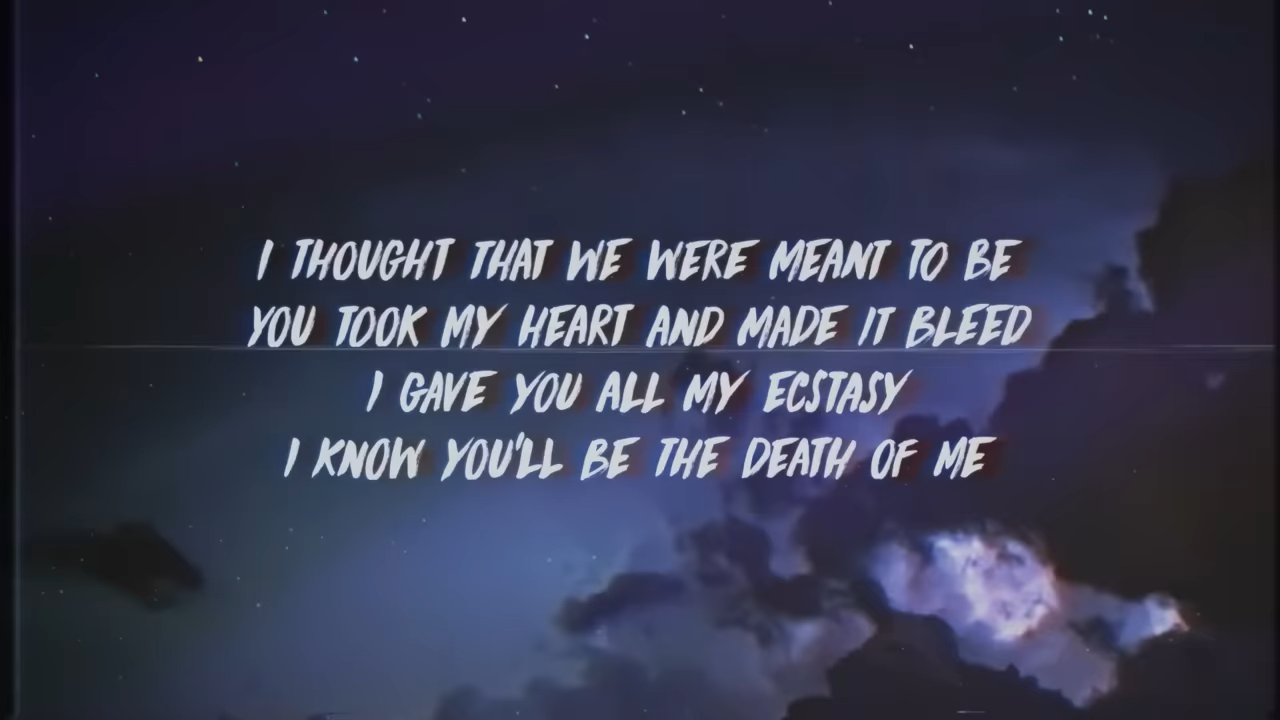 I THOUGHT THAT WE WERE MEANT TO BE
YOU TOOK MY HEART AND MADE IT BLEED
I GAVE YOU ALL MY ECSTASY
I KNOW YOU'LL BE THE DEATH OF ME